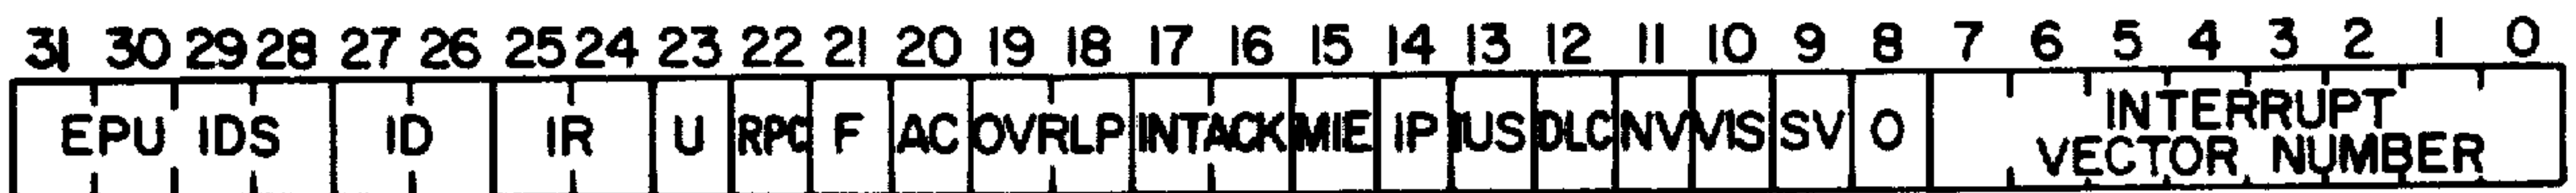 31 30 29 28 27 26 25 24 23 22 21 20 19 18 17 16 15 14 13 12 11 10 9 8 7 6 5 4 3 2 1 0
EPU IDS ID IR U RPC F AC OVRLP INTACK MIE IP IUS DLC NV VIS SV 0 INTERRUPT
VECTOR NUMBER